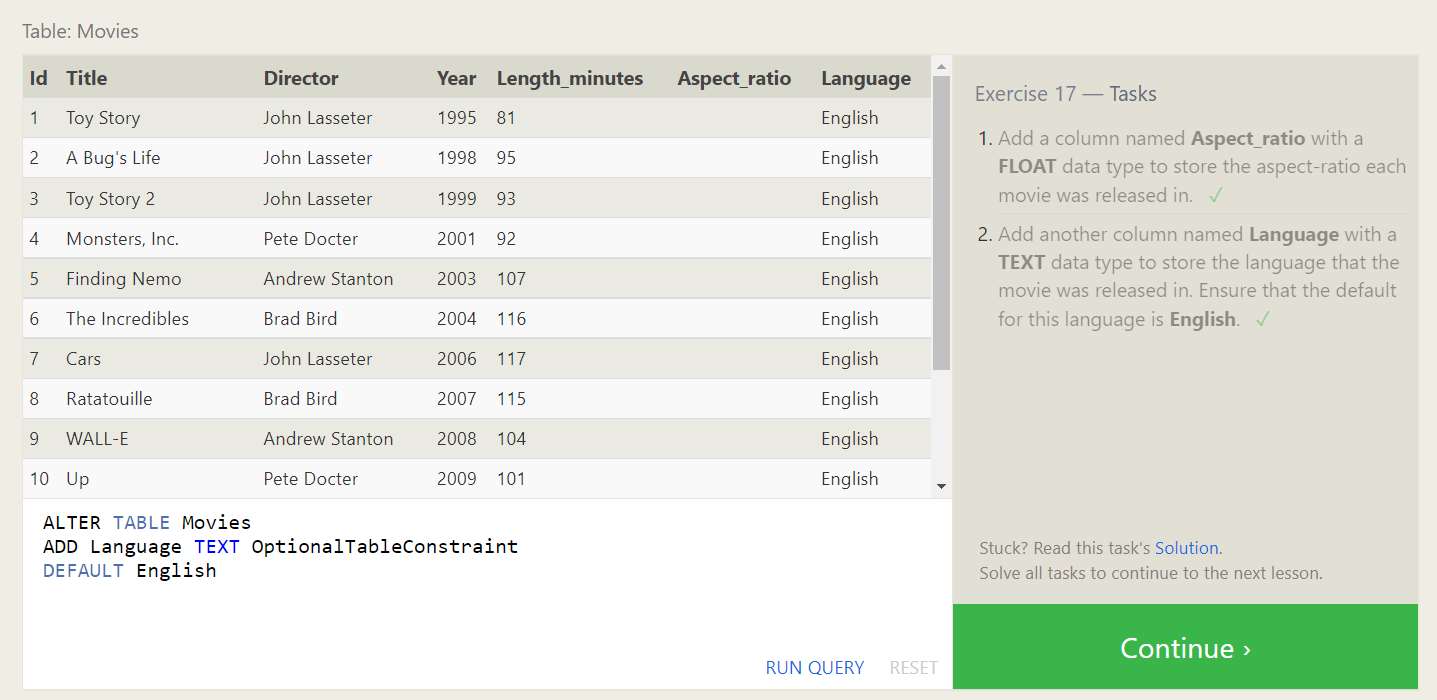 Table: Movies
Id Title Director Year Length_minutes Aspect_ratio Language
1 Toy Story John Lasseter 1995 81 English
2 A Bug's Life John Lasseter 1998 95 English
3 Toy Story 2 John Lasseter 1999 93 English
4 Monsters, Inc. Pete Docter 2001 92 English
5 Finding Nemo Andrew Stanton 2003 107 English
6 The Incredibles Brad Bird 2004 116 English
7 Cars John Lasseter 2006 117 English
8 Ratatouille Brad Bird 2007 115 English
9 WALL-E Andrew Stanton 2008 104 English
10 Up Pete Docter 2009 101 English
ALTER TABLE Movies
ADD Language TEXT OptionalTableConstraint
DEFAULT English
RUN QUERY RESET
Exercise 17 — Tasks
1. Add a column named Aspect_ratio with a
FLOAT data type to store the aspect-ratio each
movie was released in. ✓
2. Add another column named Language with a
TEXT data type to store the language that the
movie was released in. Ensure that the default
for this language is English. ✓
Stuck? Read this task's Solution.
Solve all tasks to continue to the next lesson.
Continue ›